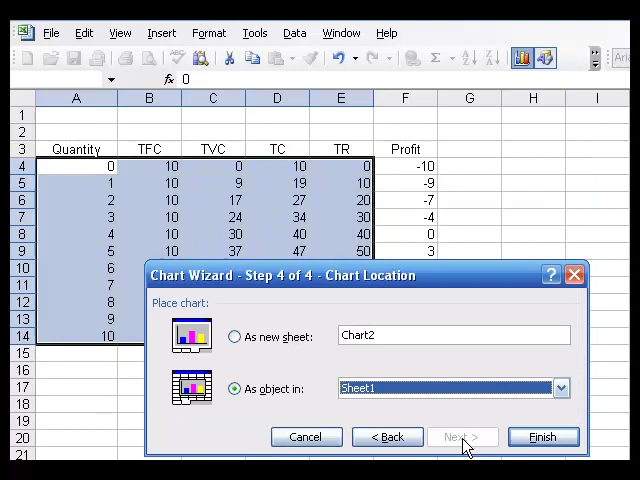 File Edit View Insert Format Tools Data Window Help
fx 0
A B C D E F G H I
1
2
3 Quantity TFC TVC TC TR Profit
4 0 10 0 10 0 -10
5 1 10 9 19 10 -9
6 2 10 17 27 20 -7
7 3 10 24 34 30 -4
8 4 10 30 40 40 0
9 5 10 37 47 50 3
10 6
11 7
12 8
13 9
14 10
15
16
17
18
19
20
21
Chart Wizard - Step 4 of 4 - Chart Location
Place chart:
As new sheet: Chart2
As object in: Sheet1
Cancel < Back Next > Finish